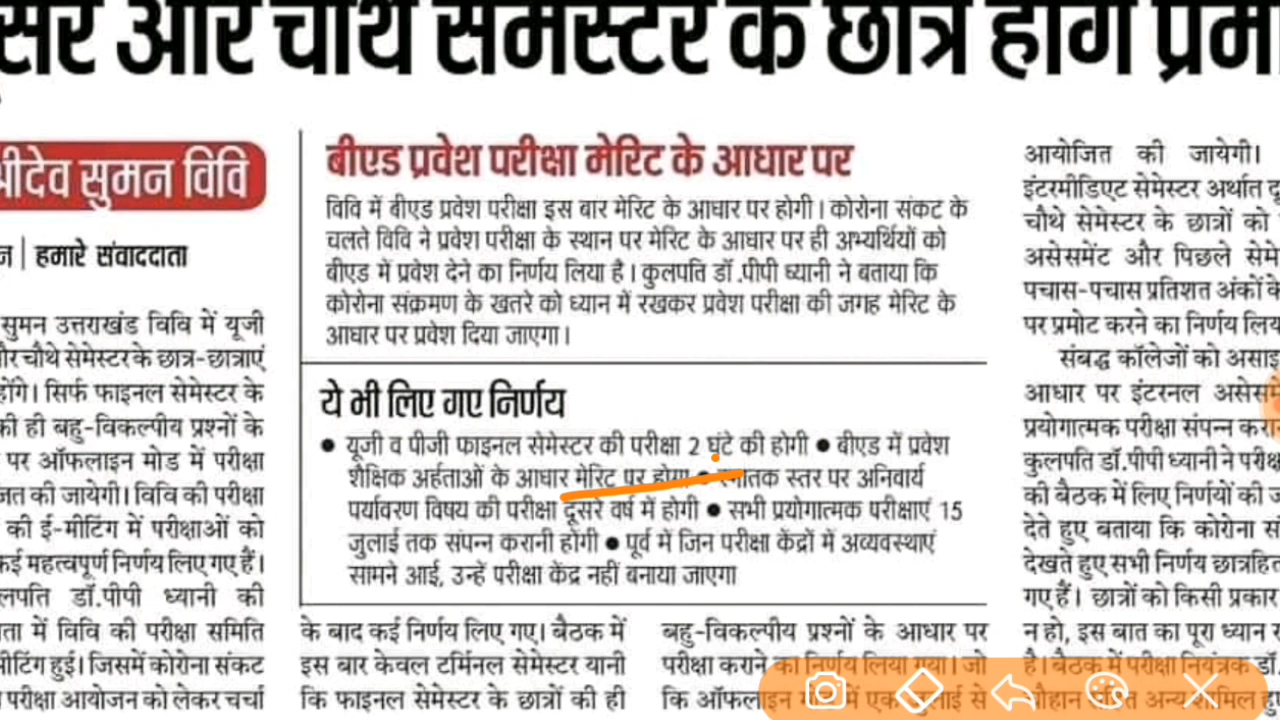 और चौथे सेमेस्टर के छात्र होंगे
सुमन विवि
हमारे संवाददाता
सुमन उत्तराखंड विवि में यूजी
चौथे सेमेस्टर के छात्र-छात्राएं
होंगे। सिर्फ फाइनल सेमेस्टर के
ही बहु-विकल्पीय प्रश्नों के
पर ऑफलाइन मोड में परीक्षा
की जायेगी। विवि की परीक्षा
की ई-मीटिंग में परीक्षाओं को
महत्वपूर्ण निर्णय लिए गए हैं।
डॉ.पीपी ध्यानी की
में विवि की परीक्षा समिति
हुई। जिसमें कोरोना संकट
परीक्षा आयोजन को लेकर चर्चा
बीएड प्रवेश परीक्षा मेरिट के आधार पर
विवि में बीएड प्रवेश परीक्षा इस बार मेरिट के आधार पर होगी। कोरोना संकट के
चलते विवि ने प्रवेश परीक्षा के स्थान पर मेरिट के आधार पर ही अभ्यर्थियों को
बीएड में प्रवेश देने का निर्णय लिया है। कुलपति डॉ .पीपी ध्यानी ने बताया कि
कोरोना संक्रमण के खतरे को ध्यान में रखकर प्रवेश परीक्षा की जगह मेरिट के
आधार पर प्रवेश दिया जाएगा।
ये भी लिए गए निर्णय
● यूजी व पीजी फाइनल सेमेस्टर की परीक्षा 2 घंटे की होगी ● बीएड में प्रवेश
शैक्षिक अर्हताओं के आधार मेरिट पर होगा ● स्नातक स्तर पर अनिवार्य
पर्यावरण विषय की परीक्षा दूसरे वर्ष में होगी ● सभी प्रयोगात्मक परीक्षाएं 15
जुलाई तक संपन्न करानी होंगी ● पूर्व में जिन परीक्षा केंद्रों में अव्यवस्थाएं
सामने आई, उन्हें परीक्षा केंद्र नहीं बनाया जाएगा
के बाद कई निर्णय लिए गए। बैठक में
इस बार केवल टर्मिनल सेमेस्टर यानी
कि फाइनल सेमेस्टर के छात्रों की ही
बहु-विकल्पीय प्रश्नों के आधार पर
परीक्षा कराने का निर्णय लिया गया। जो
कि ऑफलाइन में एक जुलाई से
आयोजित की जायेगी।
इंटरमीडिएट सेमेस्टर अर्थात
चौथे सेमेस्टर के छात्रों को
असेसमेंट और पिछले
पचास-पचास प्रतिशत अंकों के
पर प्रमोट करने का निर्णय
संबद्ध कॉलेजों को
आधार पर इंटरनल
प्रयोगात्मक परीक्षा संपन्न
कुलपति डॉ.पीपी ध्यानी ने
की बैठक में लिए निर्णयों की
देते हुए बताया कि कोरोना
देखते हुए सभी निर्णय
गए हैं। छात्रों को किसी प्रकार
न हो, इस बात का पूरा ध्यान
है। बैठक में परीक्षा नियंत्रक डॉ.
चौहान सहित अन्य शामिल